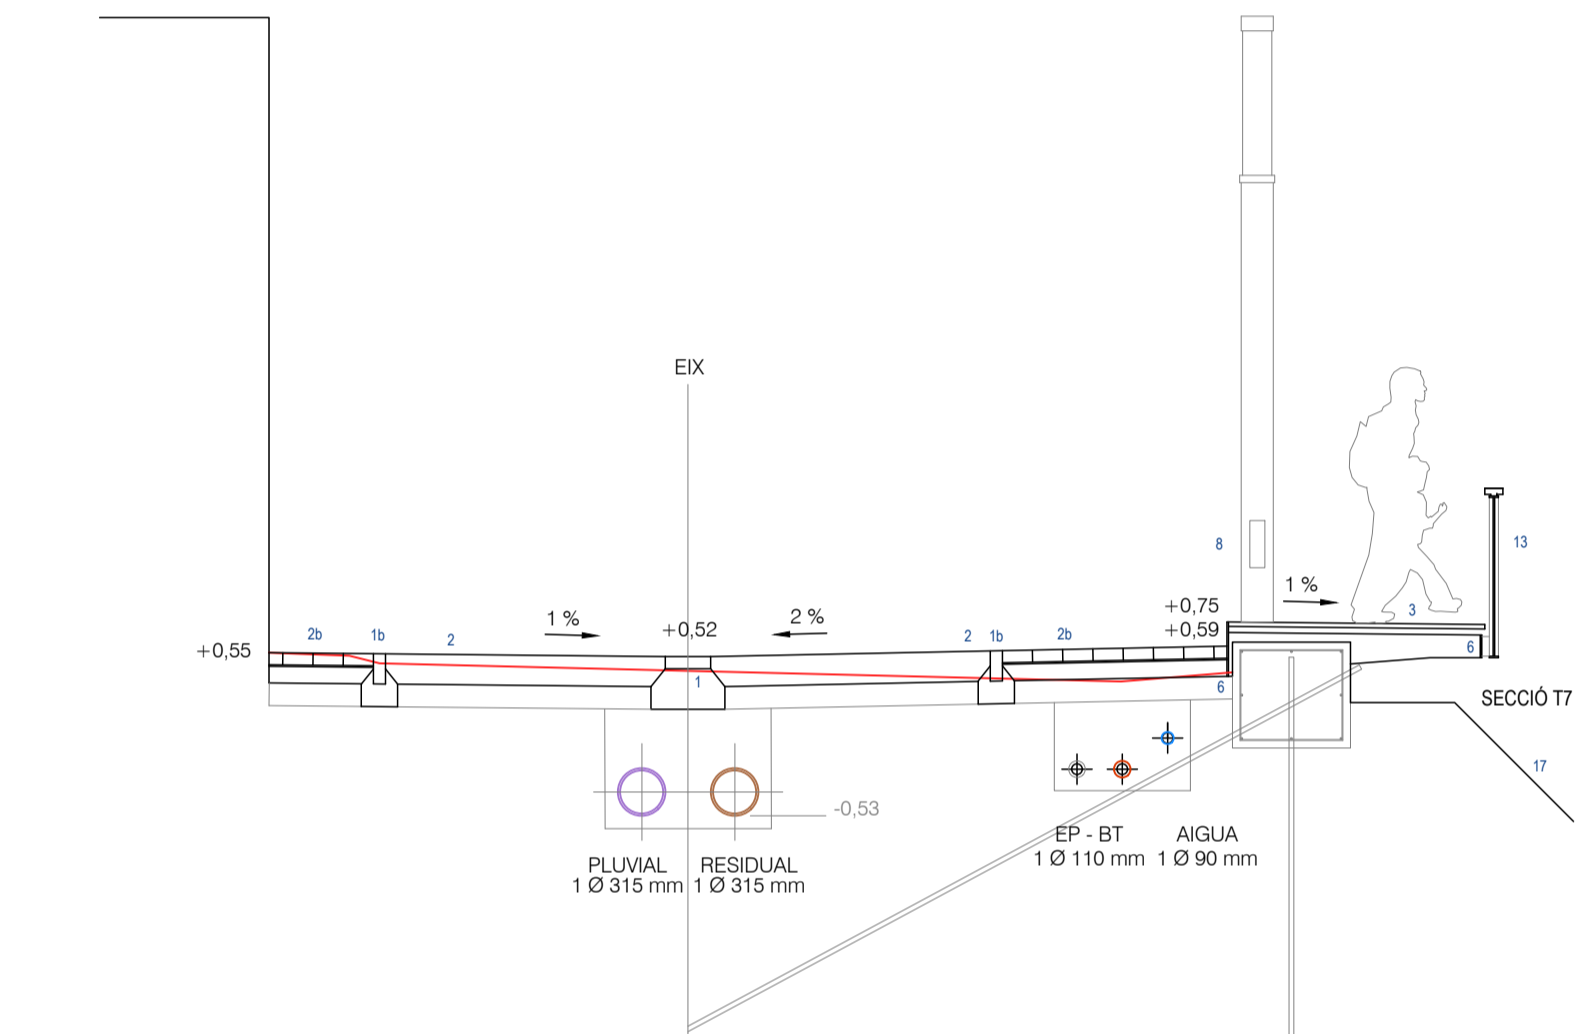 EIX
8
13
1 %
+0,75
3
1 %
+0,52
2 %
+0,59
+0,55
2b
1b
2
2
1b
2b
6
1
6
SECCIÓ T7
17
-0,53
PLUVIAL
1 Ø 315 mm
RESIDUAL
1 Ø 315 mm
EP - BT
1 Ø 110 mm
AIGUA
1 Ø 90 mm